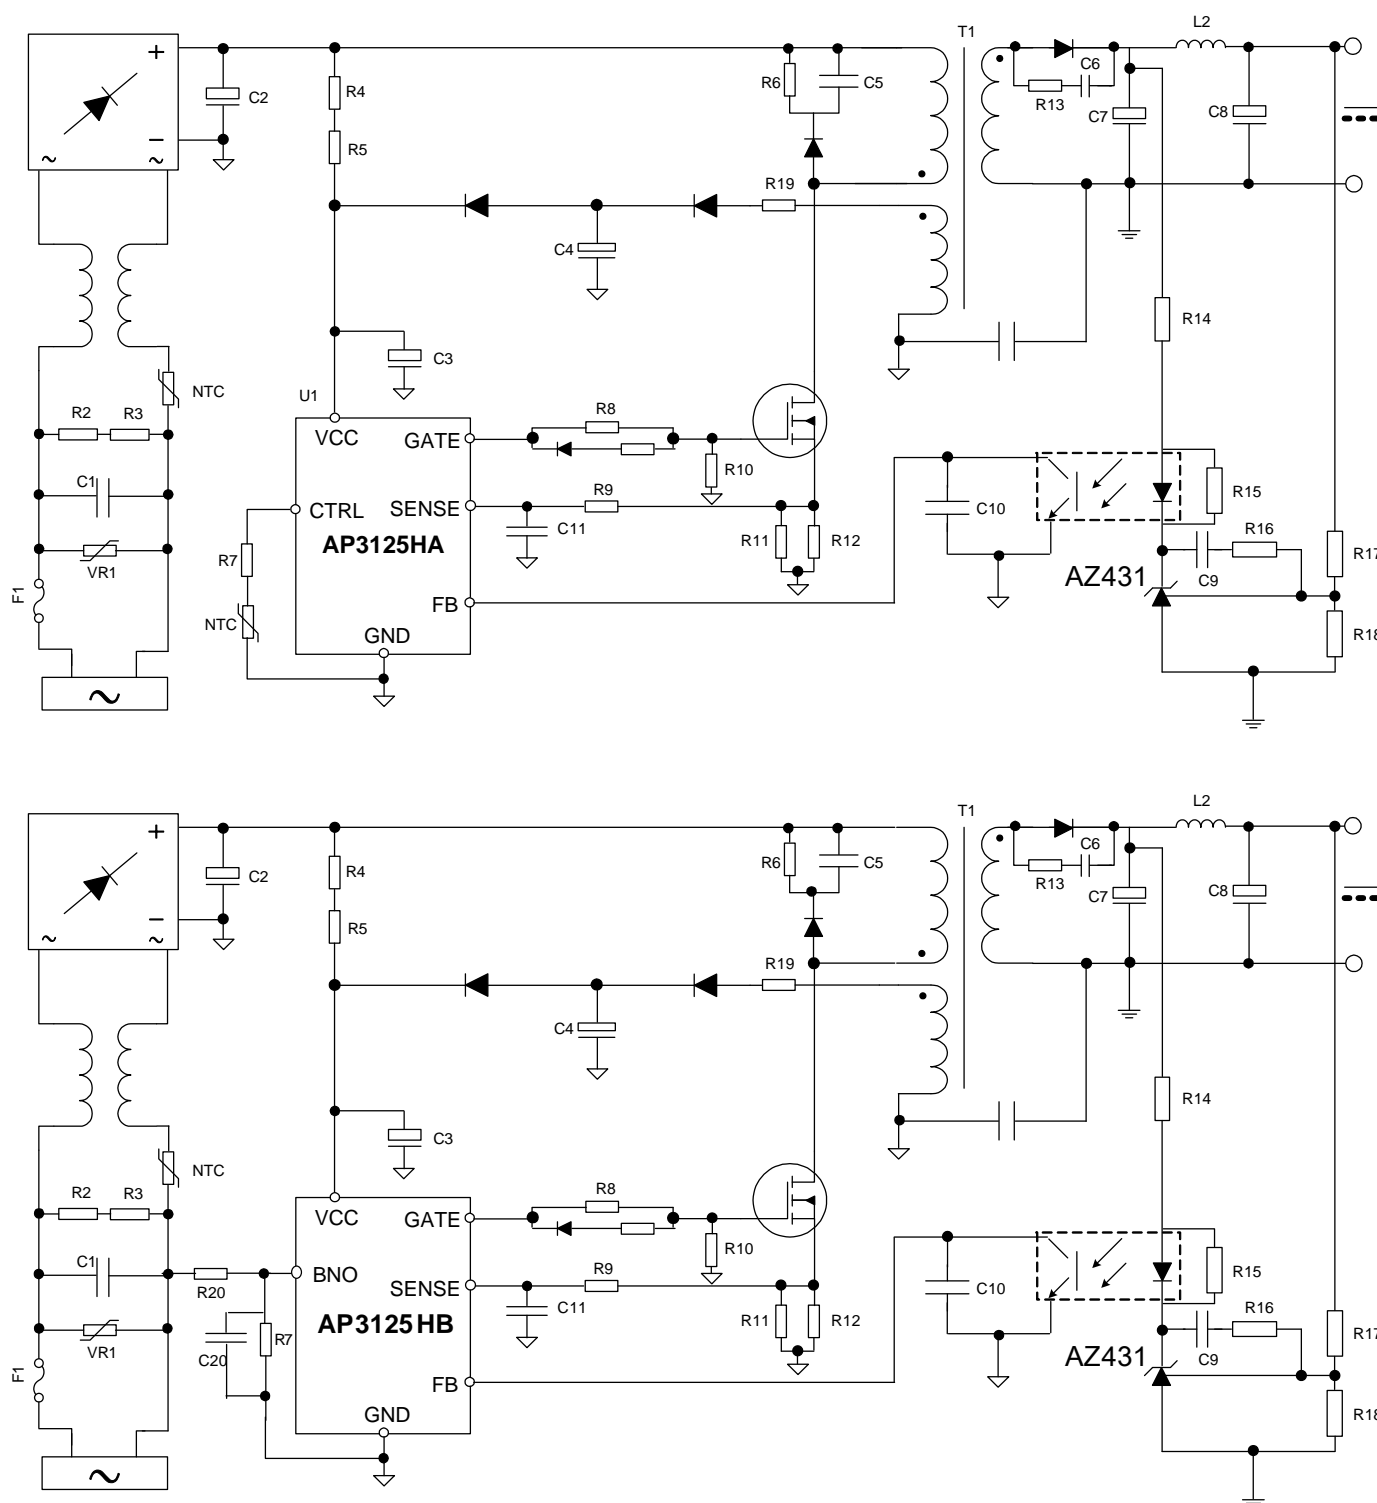 T1
L2
+
R4
R6
C5
C6
R13
C2
C7
C8
−
~
~
R5
R19
C4
R14
C3
NTC
U1
R2
R3
R8
VCC
GATE
R10
C1
R9
R15
CTRL
SENSE
C10
R16
C11
R11
R12
AP3125HA
R7
R17
VR1
AZ431
C9
F1
NTC
FB
GND
R18
~
T1
L2
+
R6
C5
C6
R4
R13
C2
C7
C8
−
~
~
R5
R19
C4
R14
C3
NTC
R2
R3
R8
VCC
GATE
R10
C1
R9
R15
BNO
SENSE
C10
R20
R16
C11
R11
R12
AP3125HB
R7
R17
VR1
C20
AZ431
C9
F1
FB
GND
R18
~